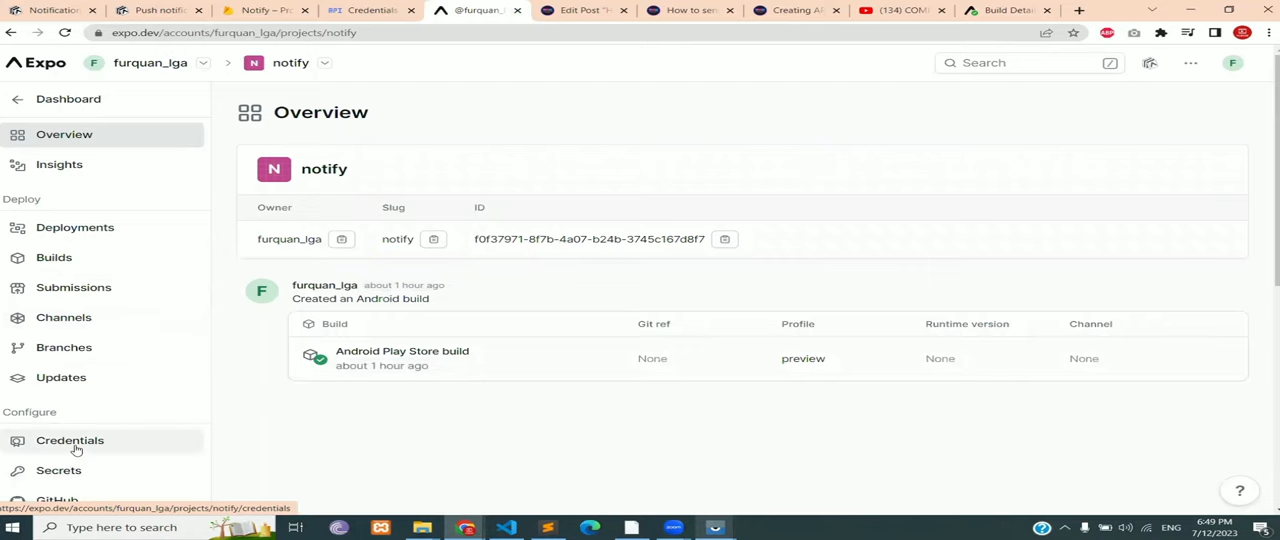 Notification
Push notific
Notify – Pro
RPI Credentials
@furquan_l
Edit Post "H
How to sen
Creating AP
(134) COM
Build Detai
expo.dev/accounts/furquan_lga/projects/notify
Expo F furquan_lga > N notify Search / F
Dashboard
Overview
Insights
Deploy
Deployments
Builds
Submissions
Channels
Branches
Updates
Configure
Credentials
Secrets
GitHub
Overview
N notify
Owner Slug ID
furquan_lga notify f0f37971-8f7b-4a07-b24b-3745c167d8f7
F furquan_lga about 1 hour ago
Created an Android build
Build Git ref Profile Runtime version Channel
Android Play Store build
about 1 hour ago
None preview None None
?
https://expo.dev/accounts/furquan_lga/projects/notify/credentials
Type here to search
zoom
ENG
6:49 PM
7/12/2023
5